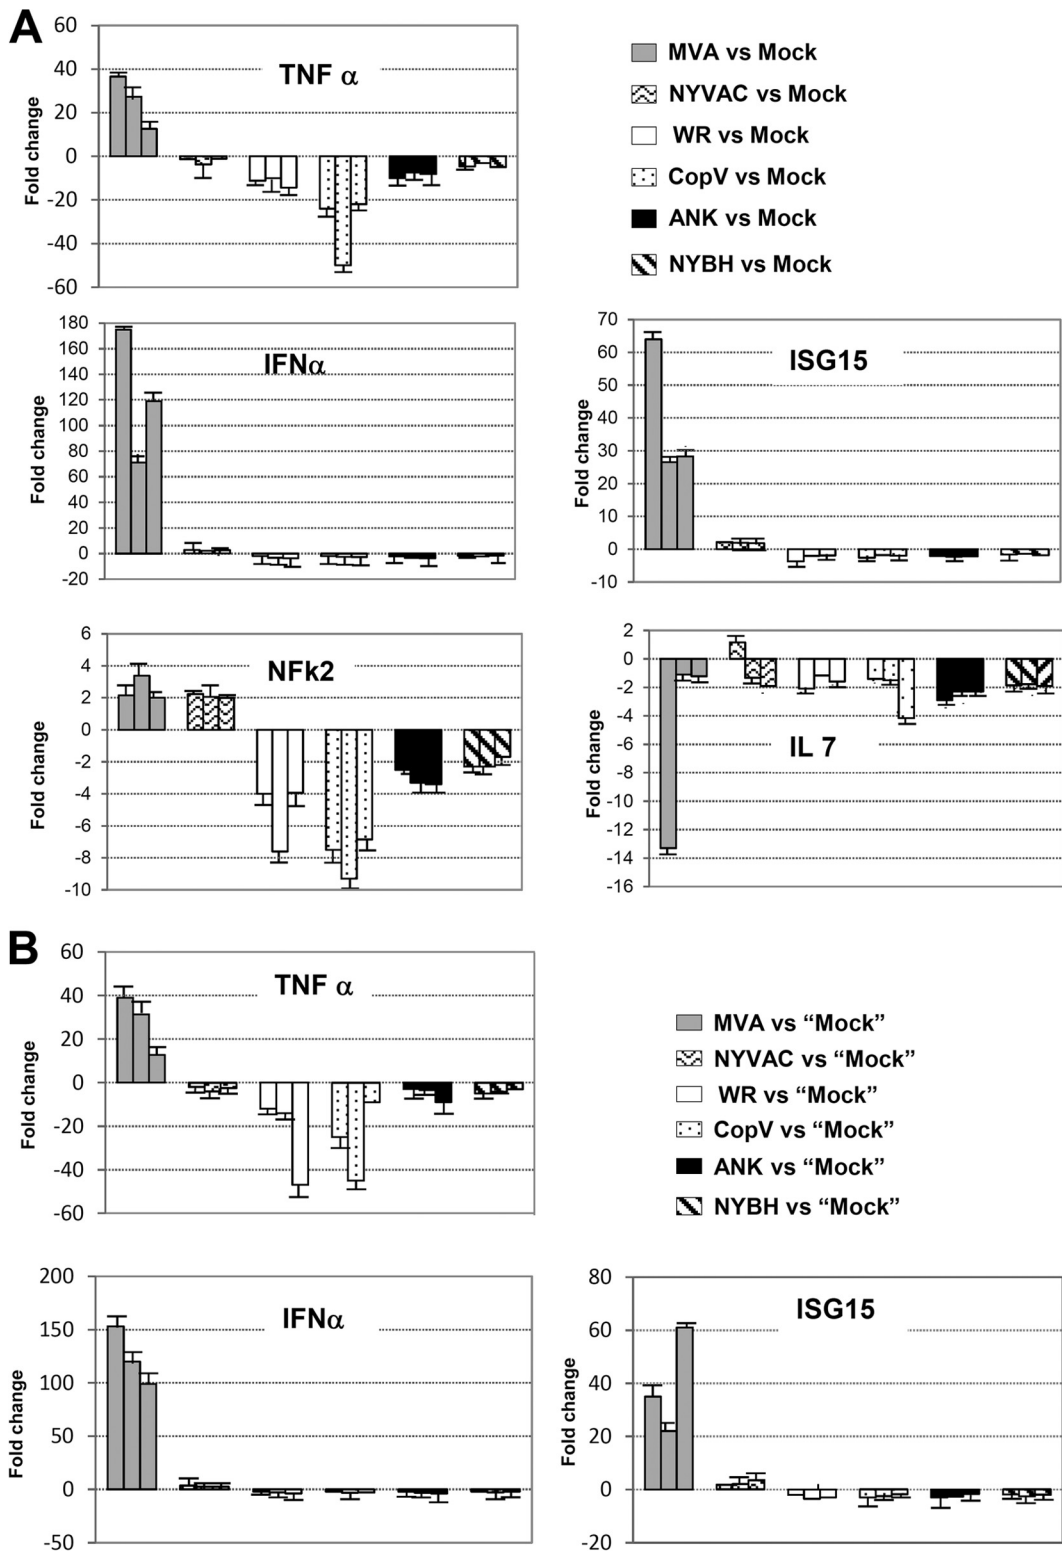 A
TNF α
Fold change
60
40
20
0
-20
-40
-60
MVA vs Mock
NYVAC vs Mock
WR vs Mock
CopV vs Mock
ANK vs Mock
NYBH vs Mock
IFNα
Fold change
180
160
140
120
100
80
60
40
20
0
-20
ISG15
Fold change
70
60
50
40
30
20
10
0
-10
NFk2
Fold change
6
4
2
0
-2
-4
-6
-8
-10
IL 7
Fold change
2
0
-2
-4
-6
-8
-10
-12
-14
-16
B
TNF α
Fold change
60
40
20
0
-20
-40
-60
MVA vs “Mock”
NYVAC vs “Mock”
WR vs “Mock”
CopV vs “Mock”
ANK vs “Mock”
NYBH vs “Mock”
IFNα
Fold change
200
150
100
50
0
-50
ISG15
Fold change
80
60
40
20
0
-20